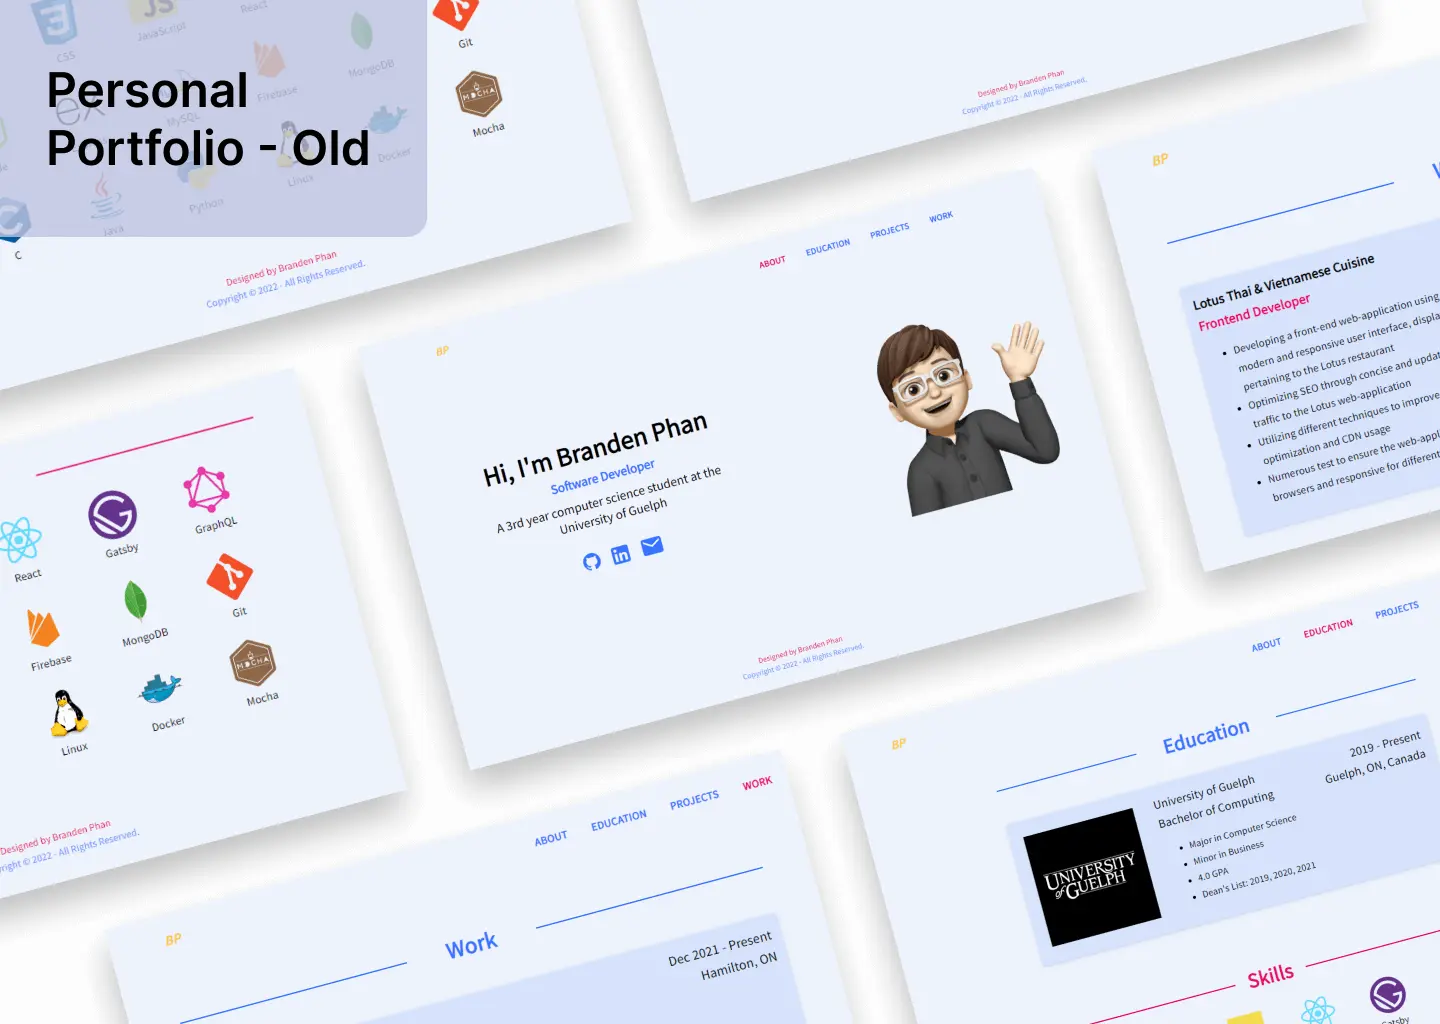 Personal
Portfolio - Old
CSS
JavaScript
React
Firebase
MongoDB
MySQL
Docker
Linux
Python
Java
C
Git
MOCHA
Mocha
Designed by Branden Phan
Copyright © 2022 - All Rights Reserved.
Designed by Branden Phan
Copyright © 2022 - All Rights Reserved.
BP
Lotus Thai & Vietnamese Cuisine
Frontend Developer
Developing a front-end web-application using
modern and responsive user interface,
pertaining to the Lotus restaurant
Optimizing SEO through concise and
traffic to the Lotus web-application
Utilizing different techniques to improve
optimization and CDN usage
Numerous test to ensure the
browsers and responsive for different
BP
ABOUT
EDUCATION
PROJECTS
WORK
Hi, I'm Branden Phan
Software Developer
A 3rd year computer science student at the
University of Guelph
in
Designed by Branden Phan
Copyright © 2022 - All Rights Reserved.
React
Gatsby
GraphQL
Firebase
MongoDB
Git
Linux
Docker
MOCHA
Mocha
Designed by Branden Phan
© 2022 - All Rights Reserved.
BP
ABOUT
EDUCATION
PROJECTS
WORK
Work
Dec 2021 - Present
Hamilton, ON
BP
ABOUT
EDUCATION
PROJECTS
Education
UNIVERSITY
of GUELPH
University of Guelph
Bachelor of Computing
2019 - Present
Guelph, ON, Canada
Major in Computer Science
Minor in Business
4.0 GPA
Dean's List: 2019, 2020, 2021
Skills
Gatsby